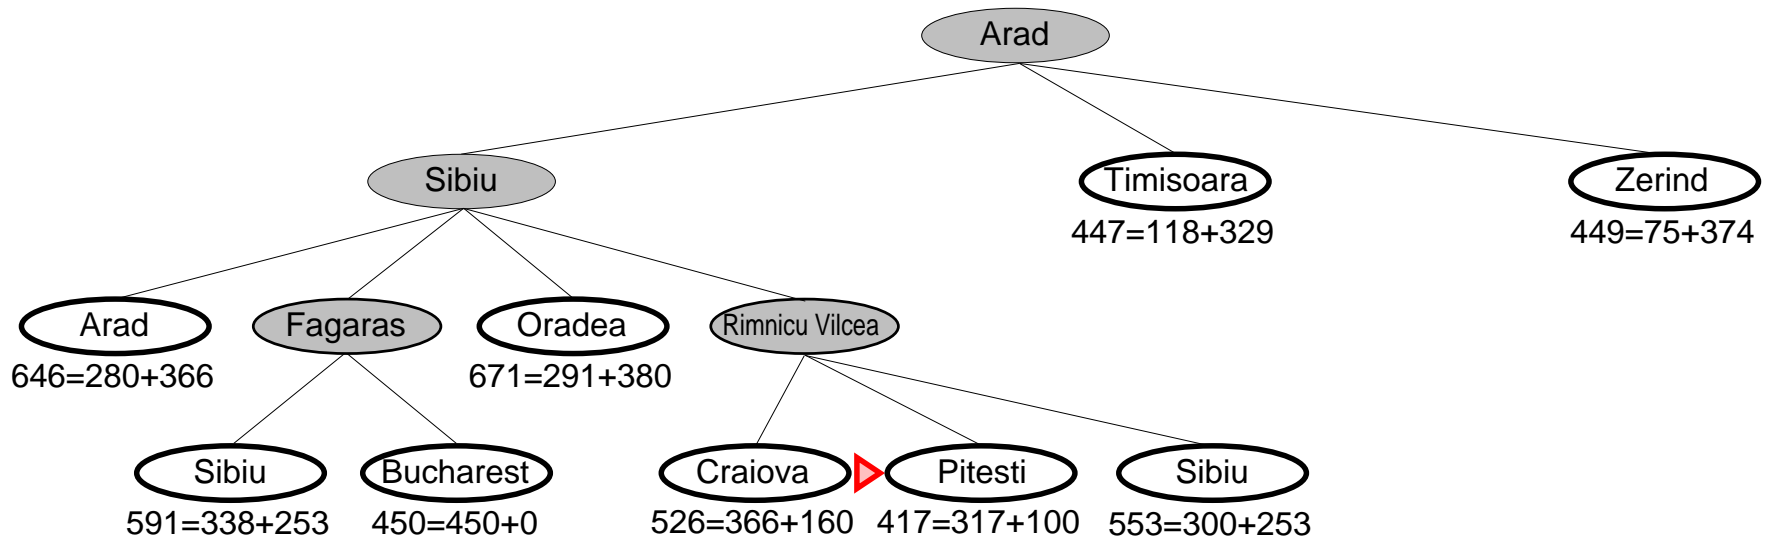 Arad
Sibiu
Timisoara
Zerind
447=118+329
449=75+374
Arad
Fagaras
Oradea
Rimnicu Vilcea
646=280+366
671=291+380
Sibiu
Bucharest
Craiova
Pitesti
Sibiu
591=338+253
450=450+0
526=366+160
417=317+100
553=300+253